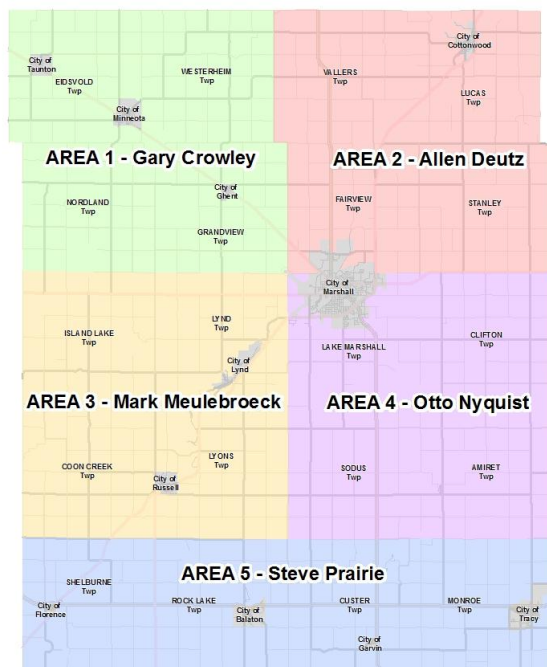 City of
Cottonwood
City of
Taunton
EIDSVOLD
Twp
WESTERHEIM
Twp
VALLERS
Twp
LUCAS
Twp
City of
Minneota
AREA 1 - Gary Crowley
AREA 2 - Allen Deutz
City of
Ghent
NORDLAND
Twp
FAIRVIEW
Twp
STANLEY
Twp
GRANDVIEW
Twp
City of
Marshall
ISLAND LAKE
Twp
LYND
Twp
LAKE MARSHALL
Twp
CLIFTON
Twp
City of
Lynd
AREA 3 - Mark Meulebroeck
AREA 4 - Otto Nyquist
COON CREEK
Twp
LYONS
Twp
SODUS
Twp
AMIRET
Twp
City of
Russell
AREA 5 - Steve Prairie
SHELBURNE
Twp
City of
Florence
ROCK LAKE
Twp
City of
Balaton
CUSTER
Twp
MONROE
Twp
City of
Tracy
City of
Garvin